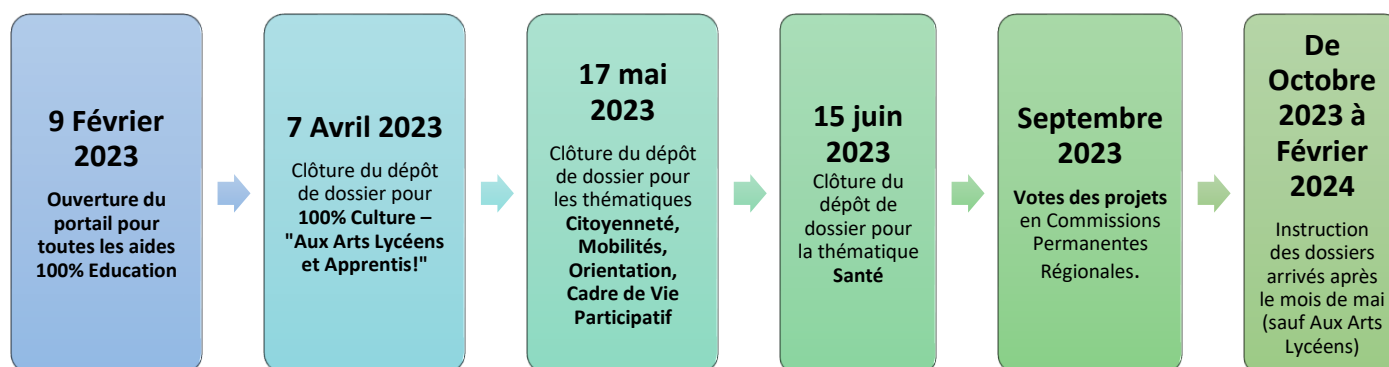 9 Février
2023
Ouverture du
portail pour
toutes les aides
100% Education
7 Avril 2023
Clôture du dépôt
de dossier pour
100% Culture –
"Aux Arts Lycéens
et Apprentis!"
17 mai
2023
Clôture du dépôt
de dossier pour
les thématiques
Citoyenneté,
Mobilités,
Orientation,
Cadre de Vie
Participatif
15 juin
2023
Clôture du
dépôt de
dossier pour
la thématique
Santé
Septembre
2023
Votes des projets
en Commissions
Permanentes
Régionales.
De
Octobre
2023 à
Février
2024
Instruction
des dossiers
arrivés après
le mois de mai
(sauf Aux Arts
Lycéens)